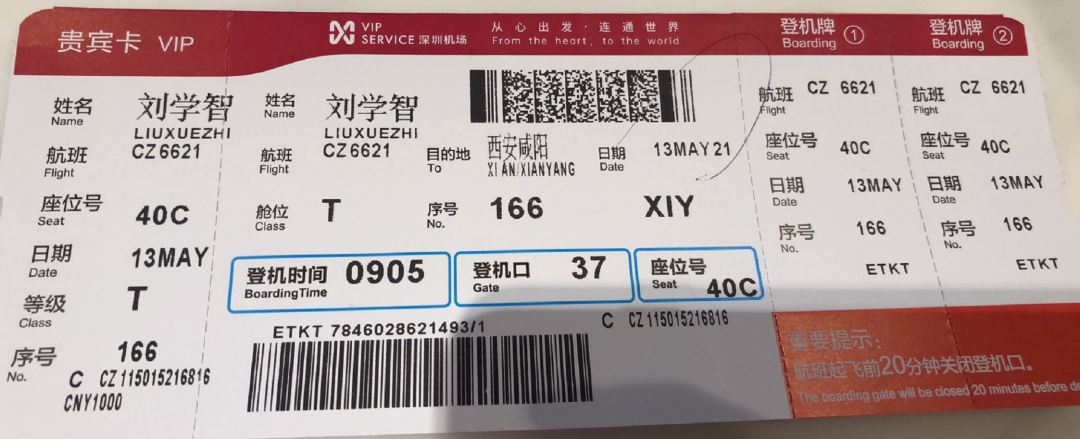 贵宾卡 VIP
姓名 刘学智
Name LIUXUEZHI
航班 CZ6621
Flight
座位号 40C
Seat
日期 13MAY
Date
等级 T
Class
序号 166
No. C CZ 115015216816
CNY1000
VIP
SERVICE 深圳机场
从心出发·连通世界
From the heart, to the world
姓名 刘学智
Name LIUXUEZHI
航班 CZ6621
Flight
目的地 西安咸阳
To XI AN/XIANYANG
日期 13MAY21
Date
舱位 T
Class
序号 166
No.
XIY
登机时间 0905
BoardingTime
登机口 37
Gate
座位号 40C
Seat
ETKT 7846028621493/1
C CZ 115015216816
登机牌 ①
Boarding
航班 CZ 6621
Flight
座位号 40C
Seat
日期 13MAY
Date
序号 166
No.
ETKT
登机牌 ②
Boarding
航班 CZ 6621
Flight
座位号 40C
Seat
日期 13MAY
Date
序号 166
No.
ETKT
重要提示:
航班起飞前20分钟关闭登机口。
The boarding gate will be closed 20 minutes before de